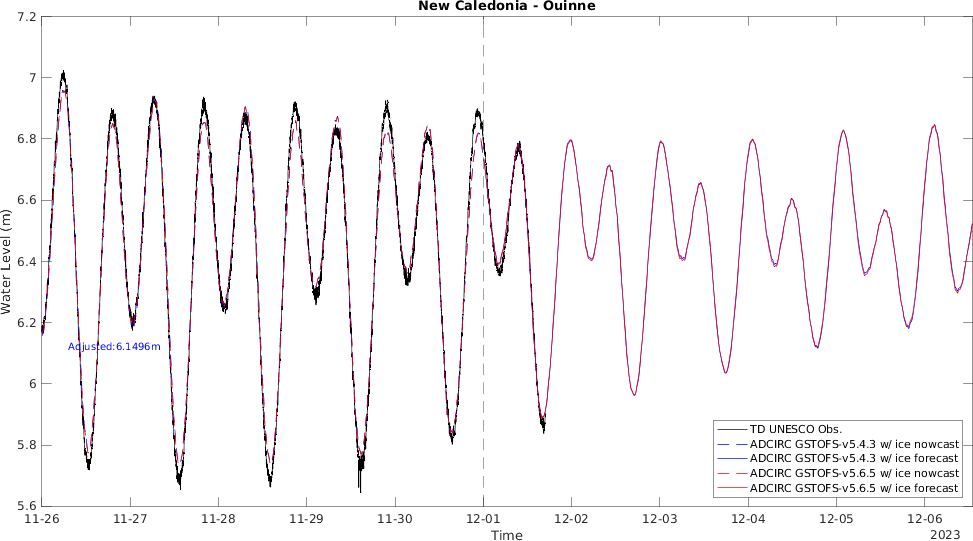 New Caledonia - Ouinne
7.2
7
6.8
6.6
6.4
6.2
6
5.8
5.6
Water Level (m)
Adjusted:6.1496m
TD UNESCO Obs.
ADCIRC GSTOFS-v5.4.3 w/ ice nowcast
ADCIRC GSTOFS-v5.4.3 w/ ice forecast
ADCIRC GSTOFS-v5.6.5 w/ ice nowcast
ADCIRC GSTOFS-v5.6.5 w/ ice forecast
11-26 11-27 11-28 11-29 11-30 12-01 12-02 12-03 12-04 12-05 12-06
Time
2023